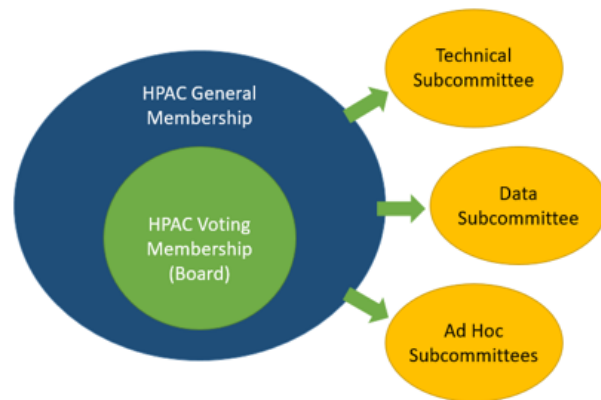 HPAC General
Membership
HPAC Voting
Membership
(Board)
Technical
Subcommittee
Data
Subcommittee
Ad Hoc
Subcommittees